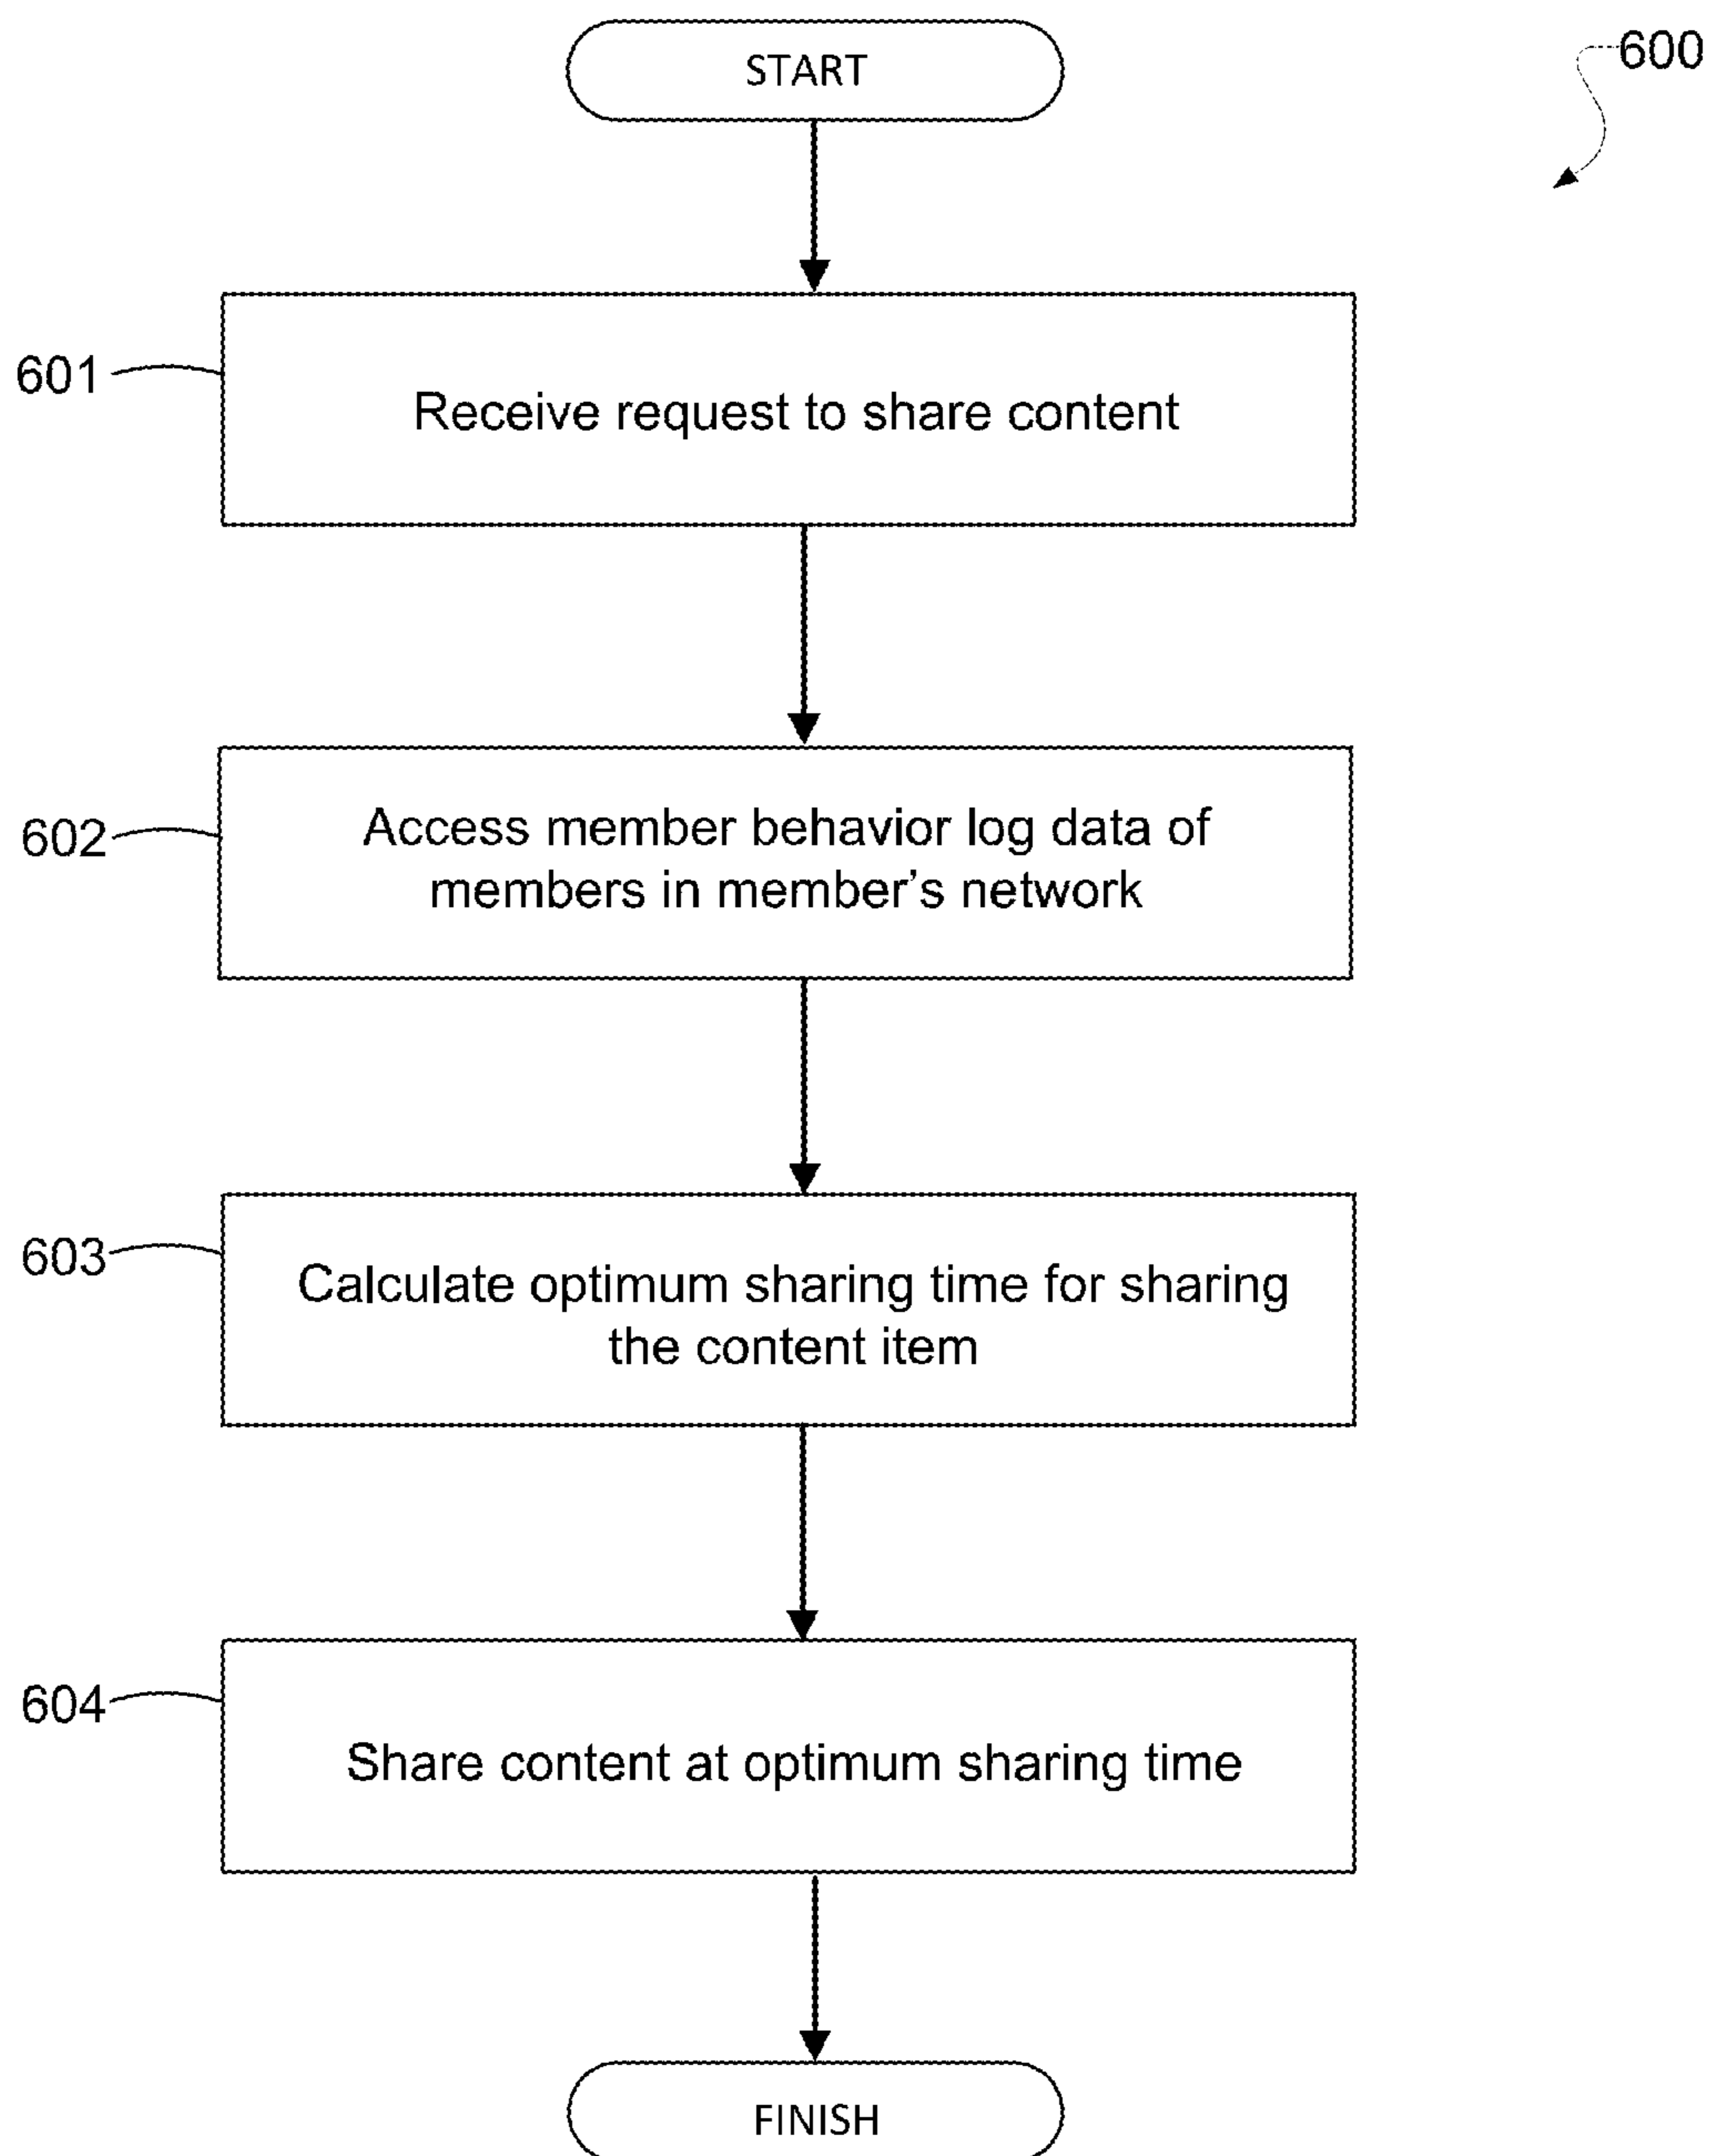 START
600
601
Receive request to share content
602
Access member behavior log data of
members in member’s network
603
Calculate optimum sharing time for sharing
the content item
604
Share content at optimum sharing time
FINISH